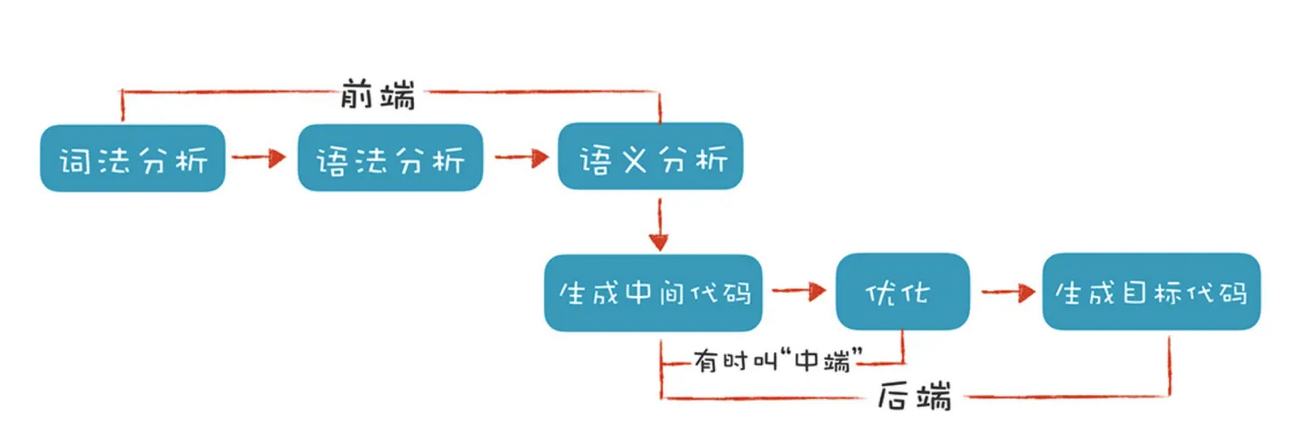 前端
词法分析
语法分析
语义分析
生成中间代码
优化
生成目标代码
有时叫“中端”
后端